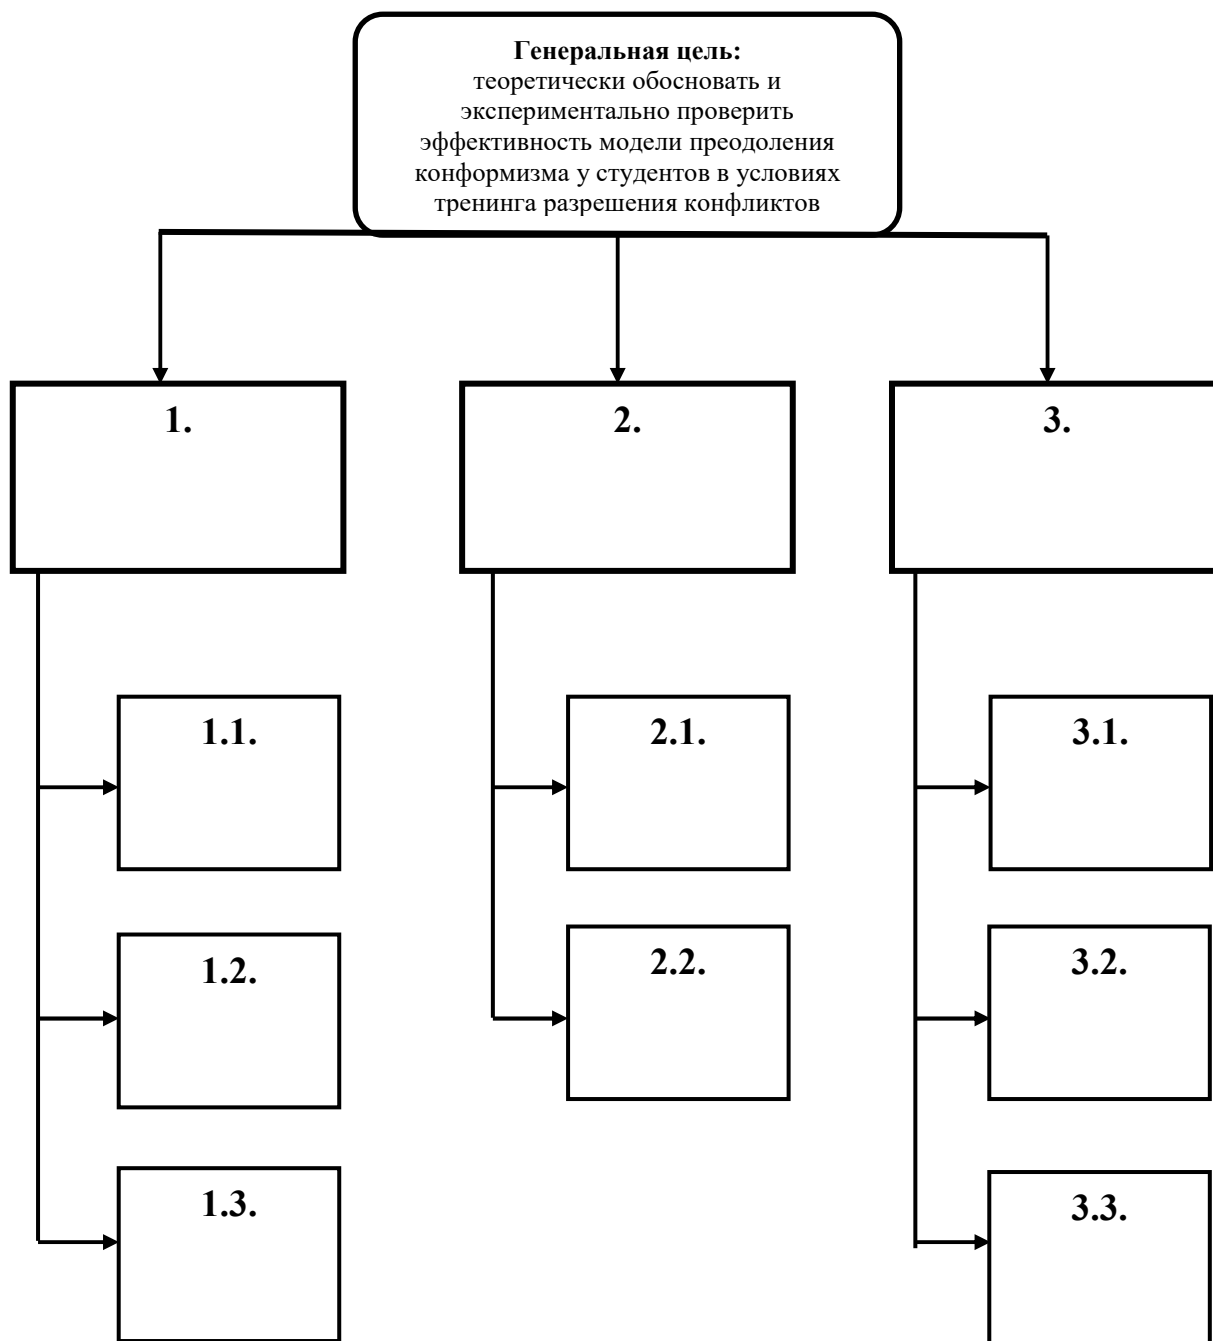 Генеральная цель:
теоретически обосновать и
экспериментально проверить
эффективность модели преодоления
конформизма у студентов в условиях
тренинга разрешения конфликтов
1.
2.
3.
1.1.
2.1.
3.1.
1.2.
2.2.
3.2.
1.3.
3.3.